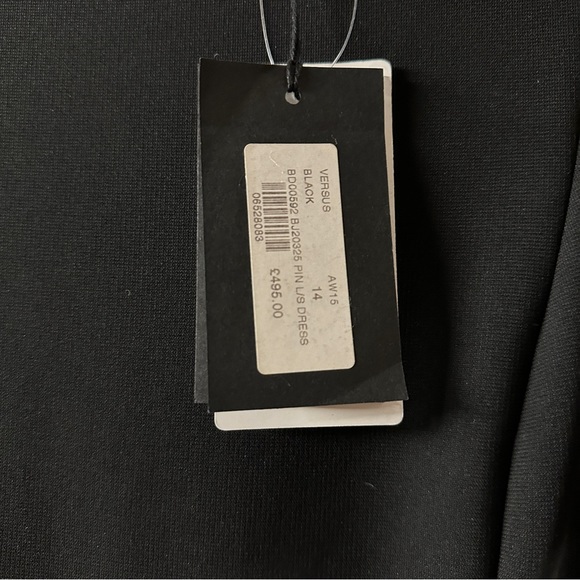 VERSUS AW15
BLACK 14
BD00592 BJ20325 PIN L/S DRESS
06528083 £495.00